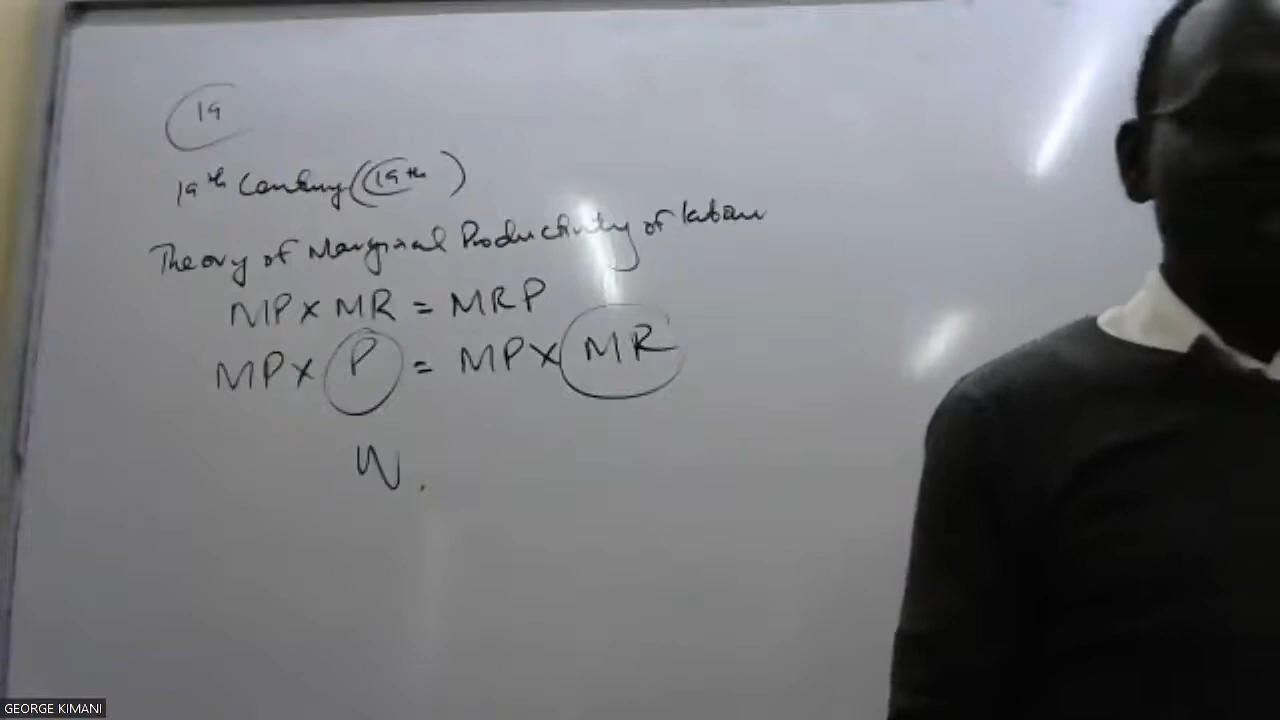 19
19th Century (19th)
Theory of Marginal Productivity of labour
MP x MR = MRP
MP x P = MP x MR
W.
GEORGE KIMANI